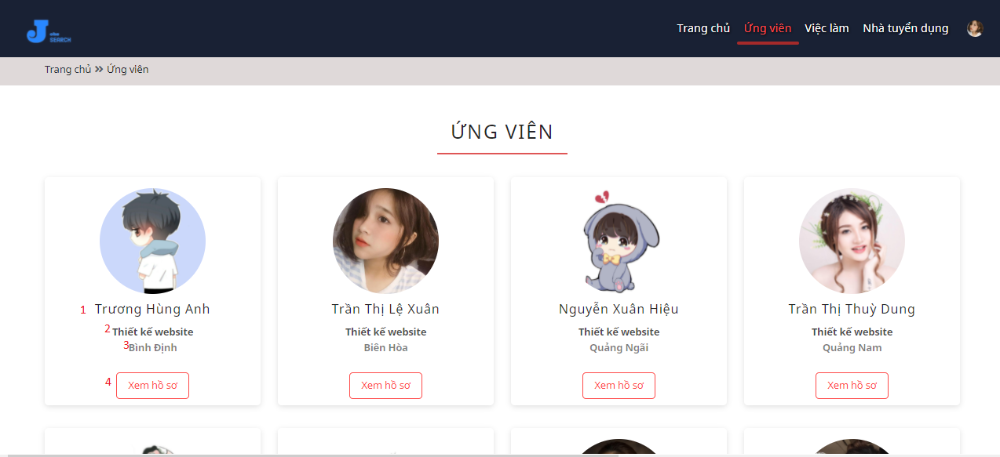 J
SEARCH
Trang chủ Ứng viên Việc làm Nhà tuyển dụng
Trang chủ » Ứng viên
ỨNG VIÊN
1 Trương Hùng Anh
2 Thiết kế website
3 Bình Định
4 Xem hồ sơ
Trần Thị Lệ Xuân
Thiết kế website
Biên Hòa
Xem hồ sơ
Nguyễn Xuân Hiệu
Thiết kế website
Quảng Ngãi
Xem hồ sơ
Trần Thị Thuỳ Dung
Thiết kế website
Quảng Nam
Xem hồ sơ